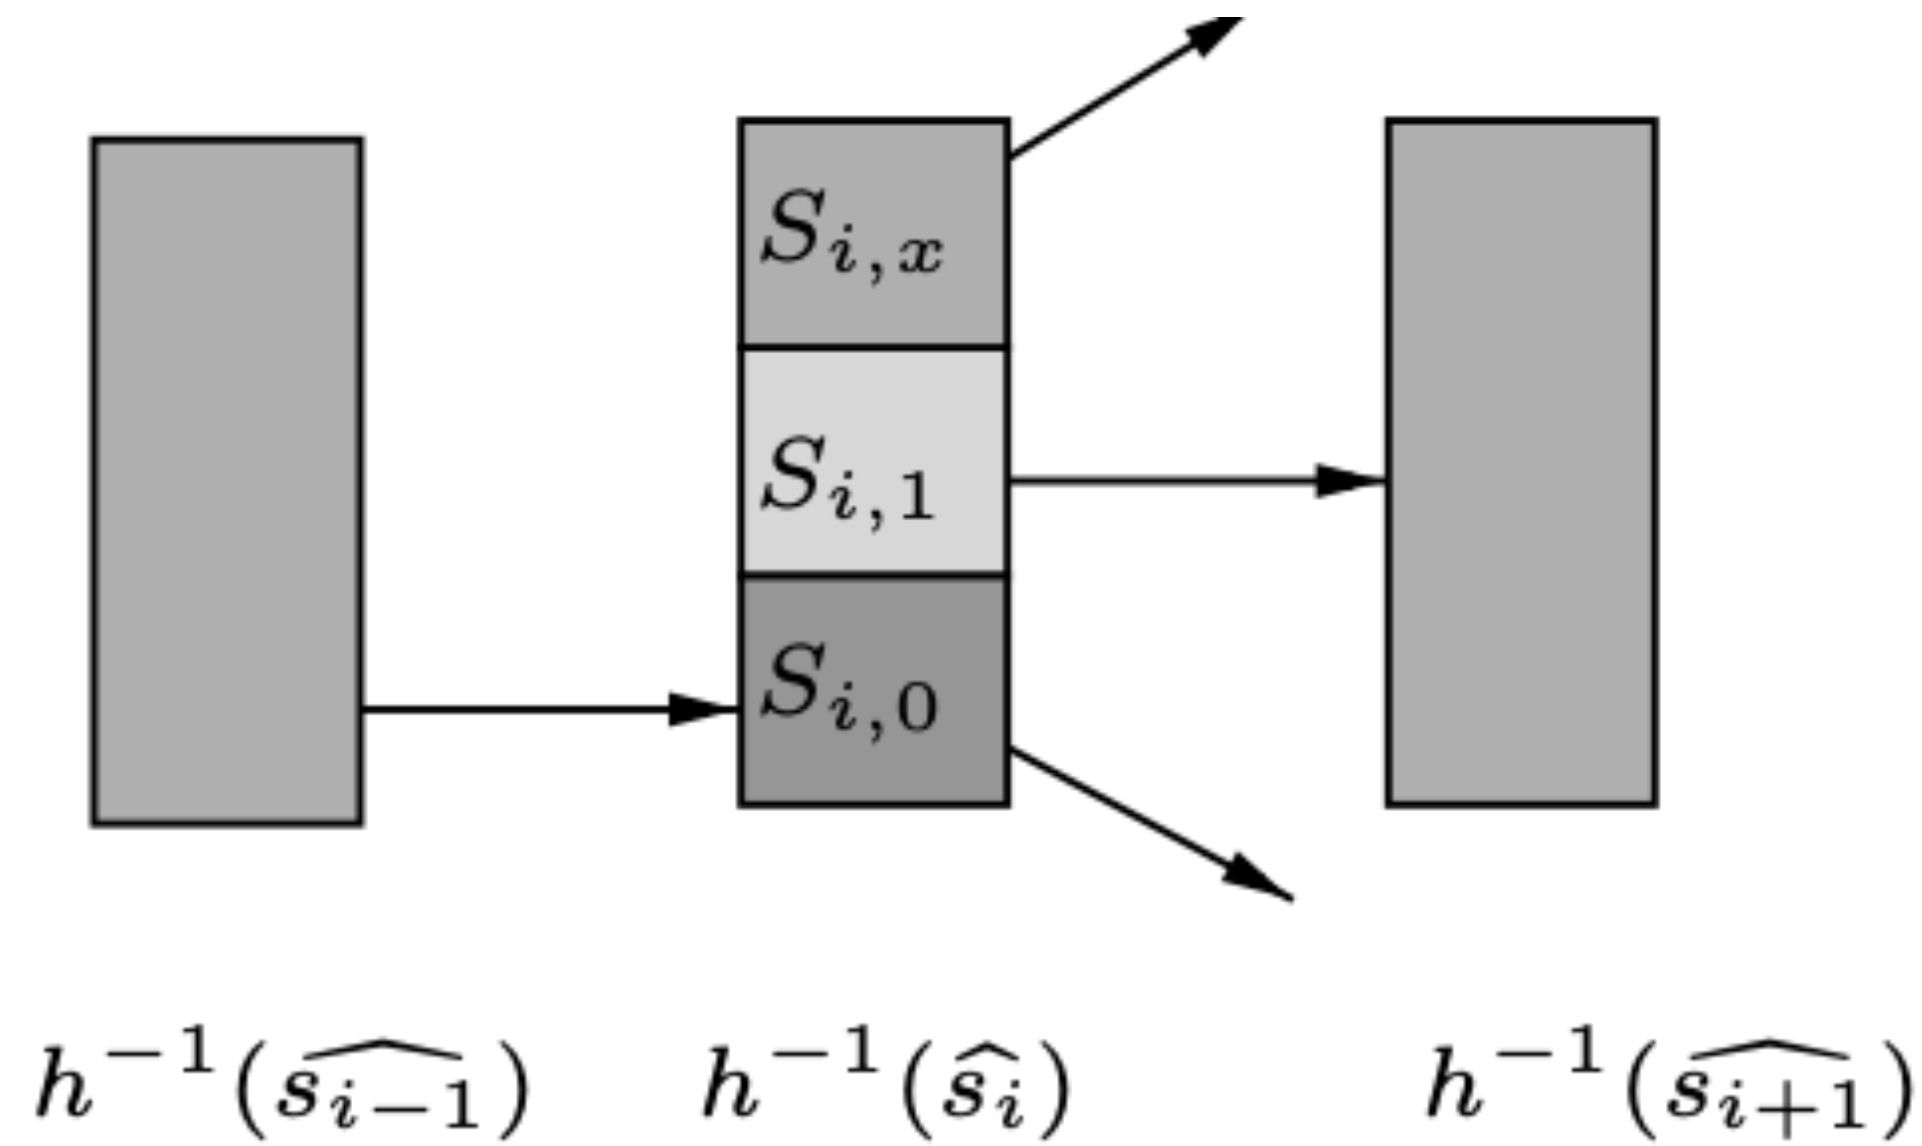 S_{i,x}
S_{i,1}
S_{i,0}
h^{-1}(\widehat{s_{i-1}}) h^{-1}(\widehat{s_i}) h^{-1}(\widehat{s_{i+1}})